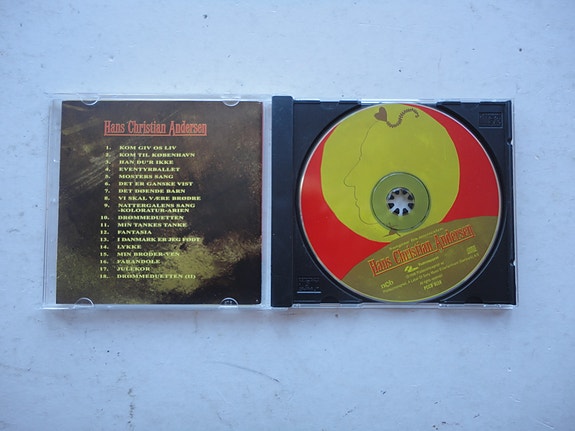 Hans Christian Andersen
1. KOM GIV OS LIV
2. KOM TIL KØBENHAVN
3. HAN DU'R IKKE
4. EVENTYRBALLET
5. MOSTERS SANG
6. DET ER GANSKE VIST
7. DET DØENDE BARN
8. VI SKAL VÆRE BRØDRE
9. NATTERGALENS SANG
-KOLORATUR-ARIEN
10. DRØMMEDUETTEN
11. MIN TANKES TANKE
12. FANTASIA
13. I DANMARK ER JEG FØDT
14. LYKKE
15. MIN BRODER-VEN
16. FARANDOLE
17. JULEKOR
18. DRØMMEDUETTEN (II)
Hans Christian Andersen
ncb